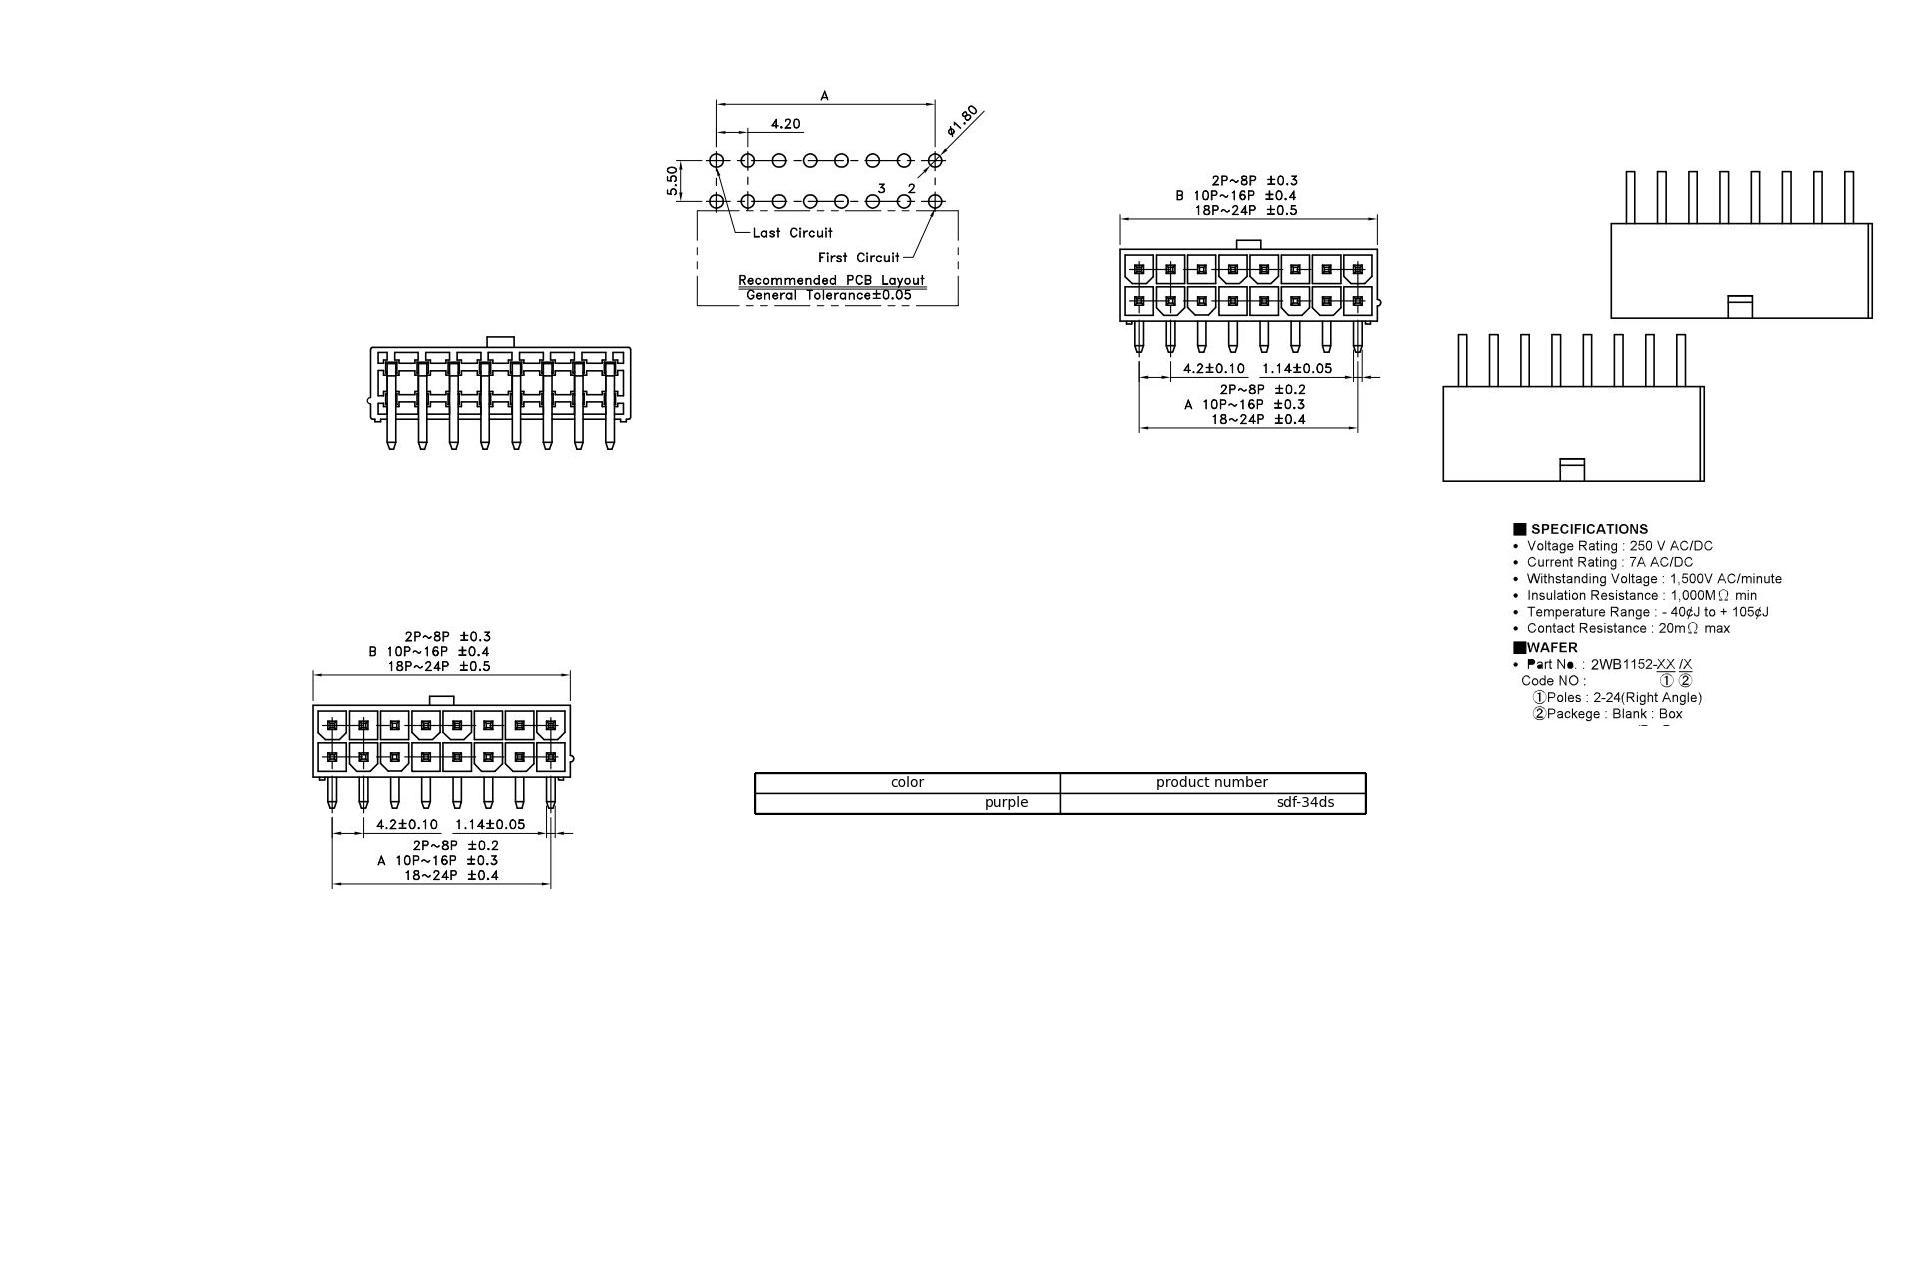 A
4.20
ø1.80
5.50
3 2
Last Circuit
First Circuit
Recommended PCB Layout
General Tolerance±0.05
2P~8P ±0.3
B 10P~16P ±0.4
18P~24P ±0.5
4.2±0.10 1.14±0.05
2P~8P ±0.2
A 10P~16P ±0.3
18~24P ±0.4
■ SPECIFICATIONS
• Voltage Rating : 250 V AC/DC
• Current Rating : 7A AC/DC
• Withstanding Voltage : 1,500V AC/minute
• Insulation Resistance : 1,000MΩ min
• Temperature Range : - 40¢J to + 105¢J
• Contact Resistance : 20mΩ max
■WAFER
• Part No. : 2WB1152-XX /X
Code NO : ① ②
①Poles : 2-24(Right Angle)
②Packege : Blank : Box
2P~8P ±0.3
B 10P~16P ±0.4
18P~24P ±0.5
4.2±0.10 1.14±0.05
2P~8P ±0.2
A 10P~16P ±0.3
18~24P ±0.4
color product number
purple sdf-34ds